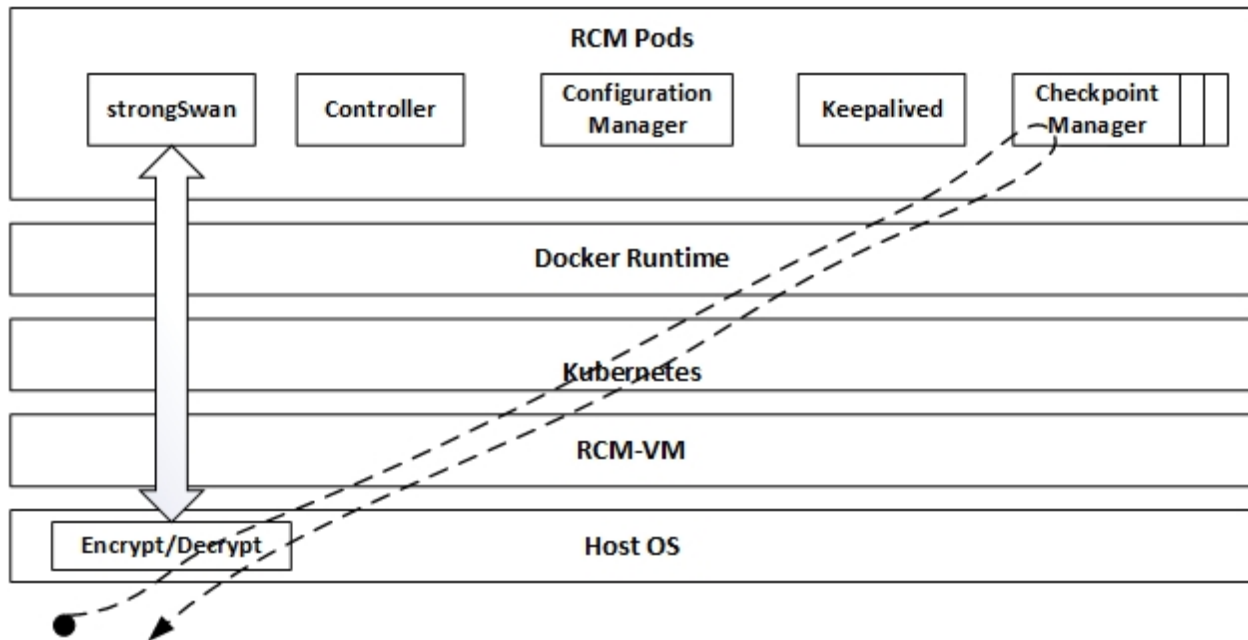 RCM Pods
strongSwan
Controller
Configuration
Manager
Keepalived
Checkpoint
Manager
Docker Runtime
Kubernetes
RCM-VM
Encrypt/Decrypt
Host OS